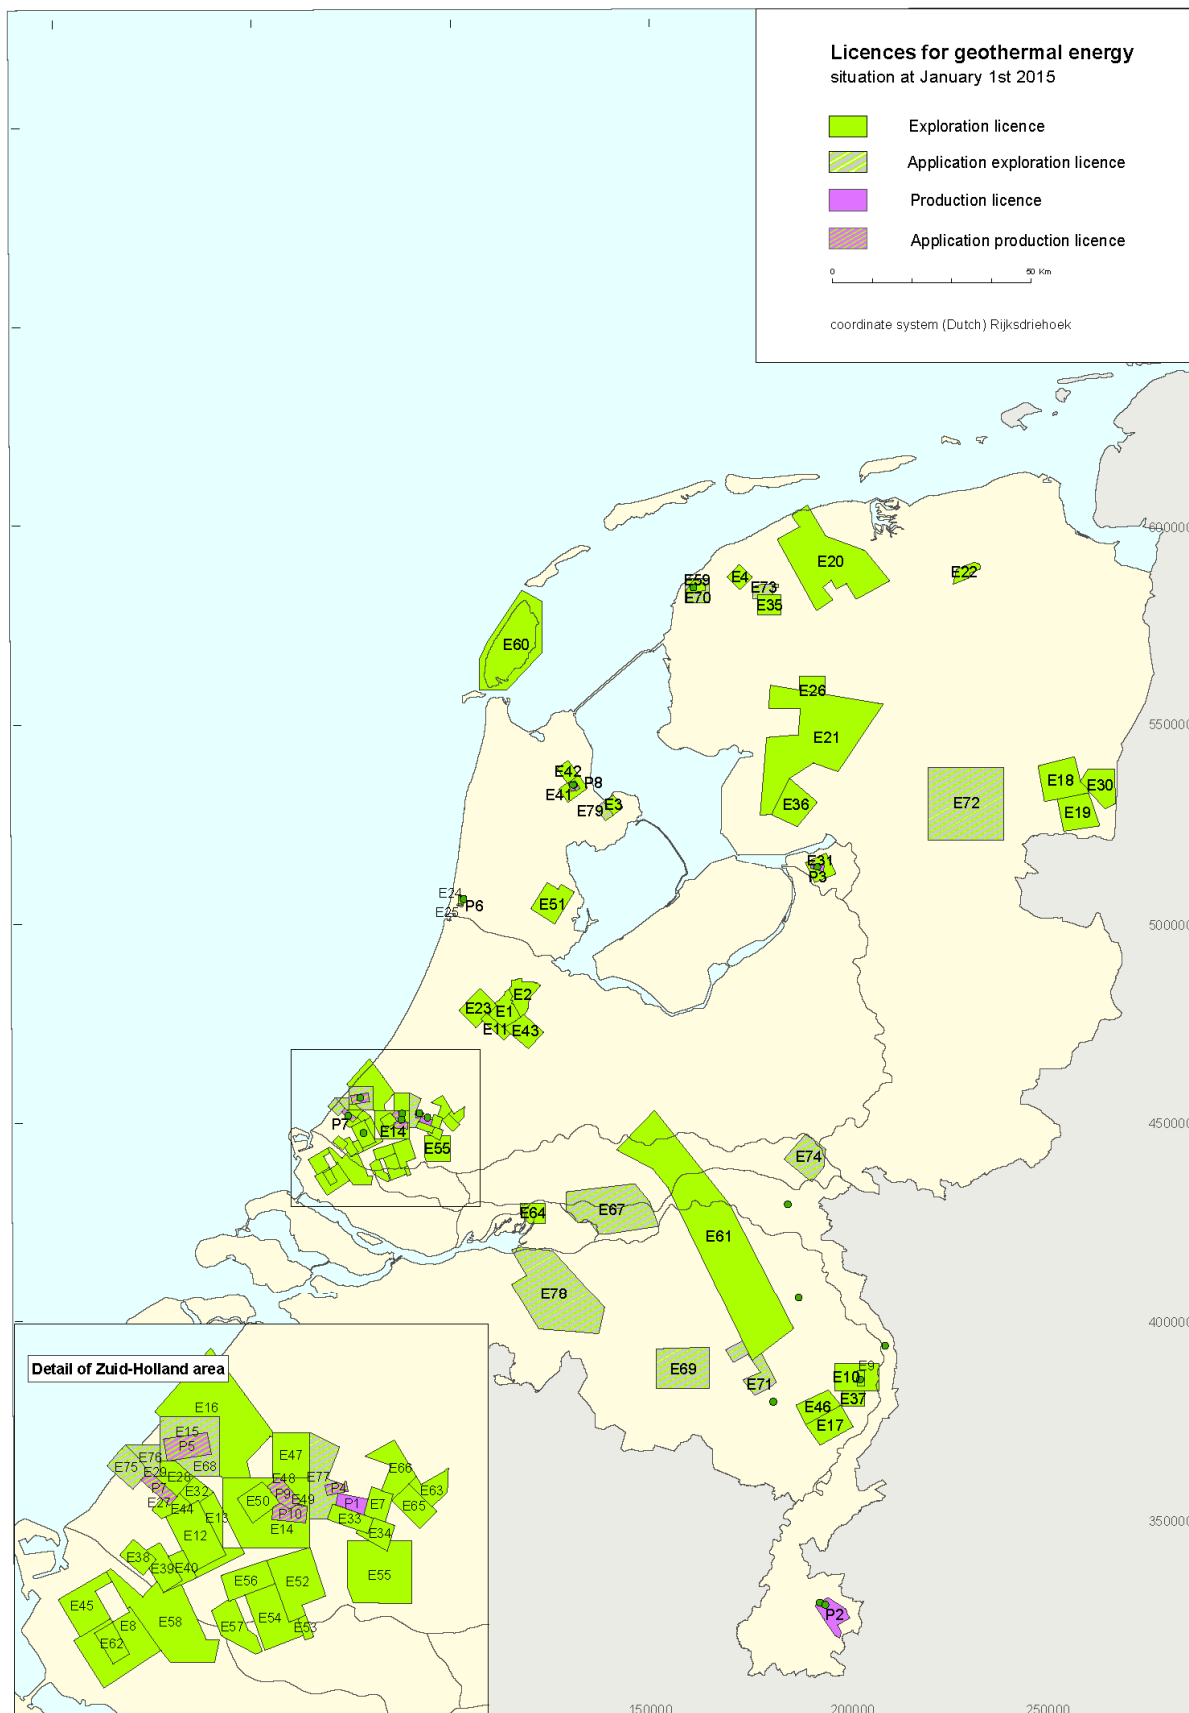 Licences for geothermal energy
situation at January 1st 2015
Exploration licence
Application exploration licence
Production licence
Application production licence
0 50 Km
coordinate system (Dutch) Rijksdriehoek
600000
E20
E22
E59
E4
E73
E70
E35
E60
E26
550000
E21
E42
P8
E41
E3
E79
E36
E18
E30
E72
E19
E31
P3
E24
P6
E25
E51
500000
E2
E23
E1
E11
E43
P7
E14
E55
450000
E74
E64
E67
E61
E78
400000
E69
E71
E9
E10
E37
E46
E17
350000
P2
150000
200000
250000
Detail of Zuid-Holland area
E16
E15
P5
E76
E75
E68
E47
E29
E28
E77
E66
P7
E48
P4
E63
E32
P9
E27
E50
E49
P1
E7
E65
E44
E13
P10
E33
E12
E14
E34
E38
E39
E40
E55
E56
E52
E45
E8
E58
E54
E57
E53
E62